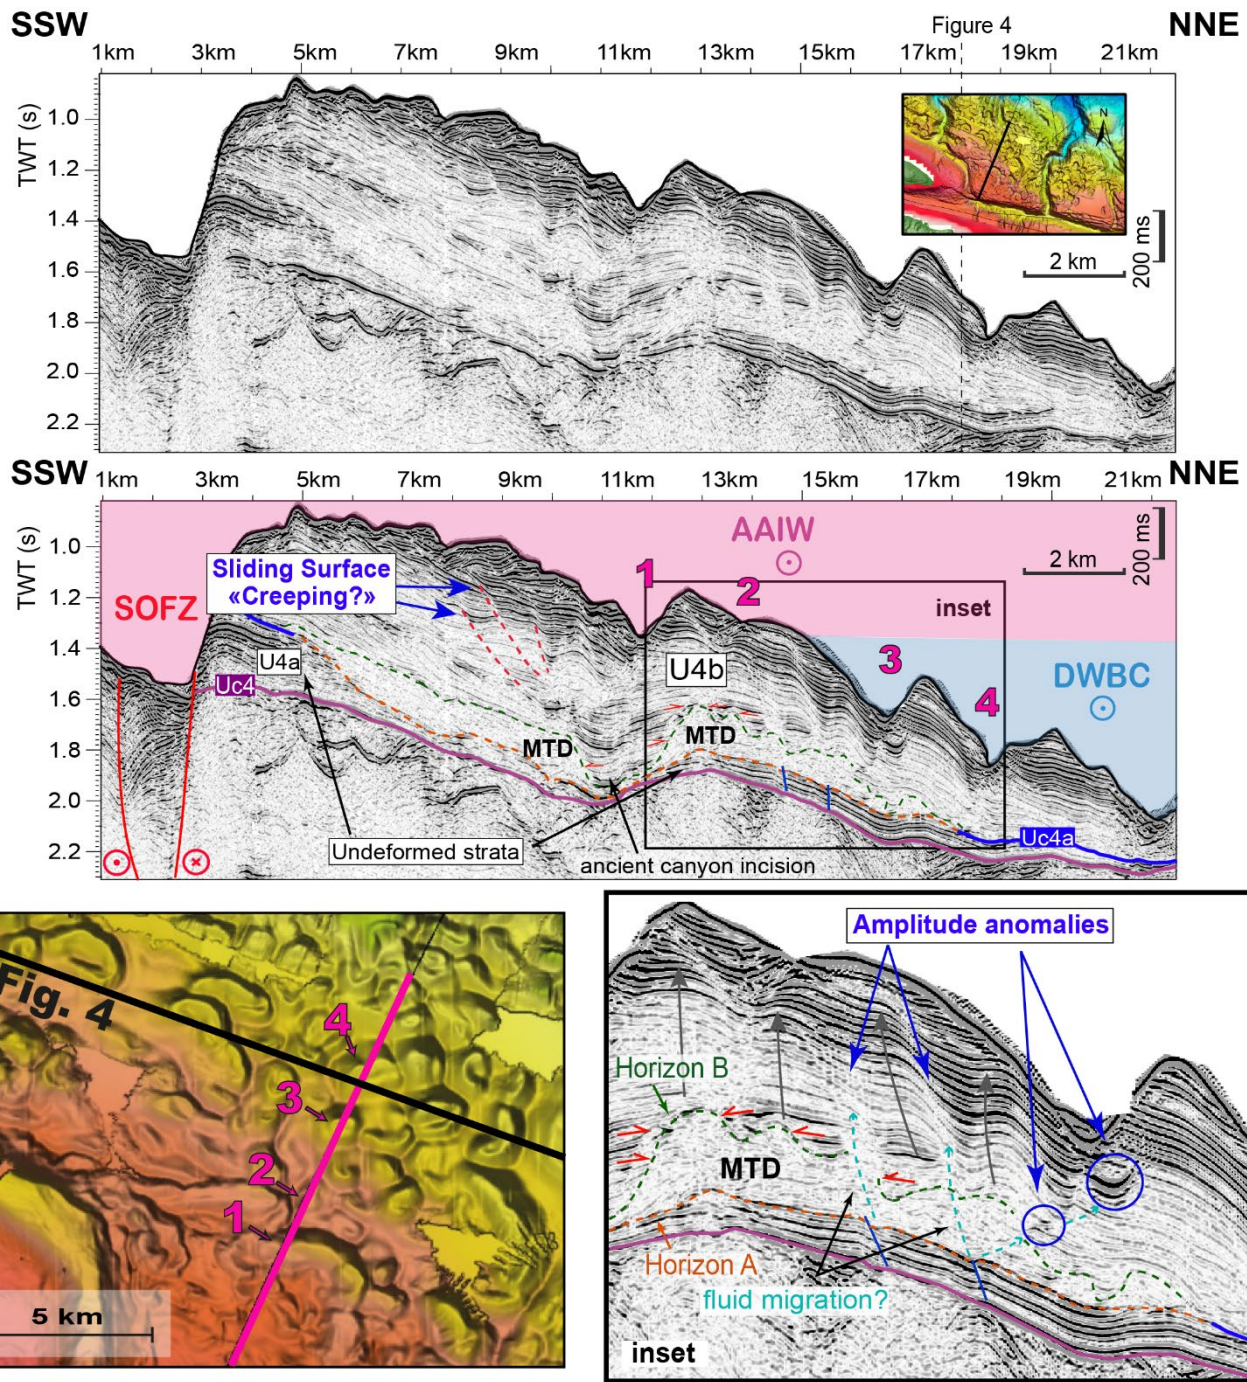 SSW
NNE
Figure 4
1km 3km 5km 7km 9km 11km 13km 15km 17km 19km 21km
TWT (s)
1.0
1.2
1.4
1.6
1.8
2.0
2.2
N
200 ms
2 km
SSW
NNE
1km 3km 5km 7km 9km 11km 13km 15km 17km 19km 21km
TWT (s)
1.0
1.2
1.4
1.6
1.8
2.0
2.2
AAIW
200 ms
2 km
Sliding Surface
«Creeping?»
1
2
inset
SOFZ
3
U4a
U4b
DWBC
Uc4
4
MTD
MTD
Undeformed strata
ancient canyon incision
Uc4a
Fig. 4
4
3
2
1
5 km
Amplitude anomalies
Horizon B
MTD
Horizon A
fluid migration?
inset